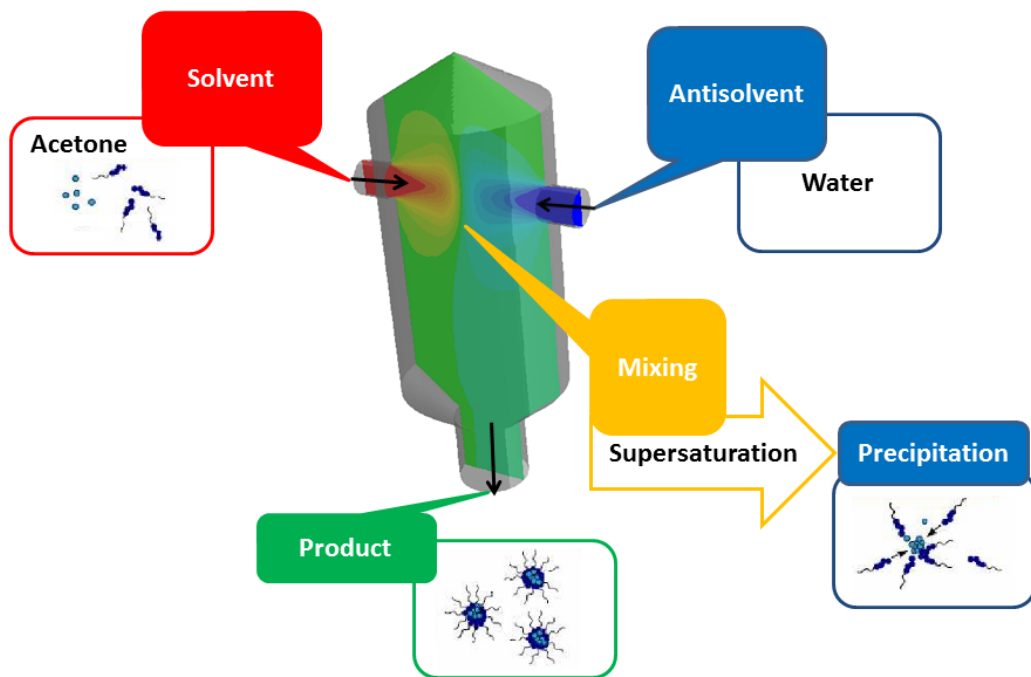 Solvent
Antisolvent
Acetone
Water
Mixing
Supersaturation
Precipitation
Product